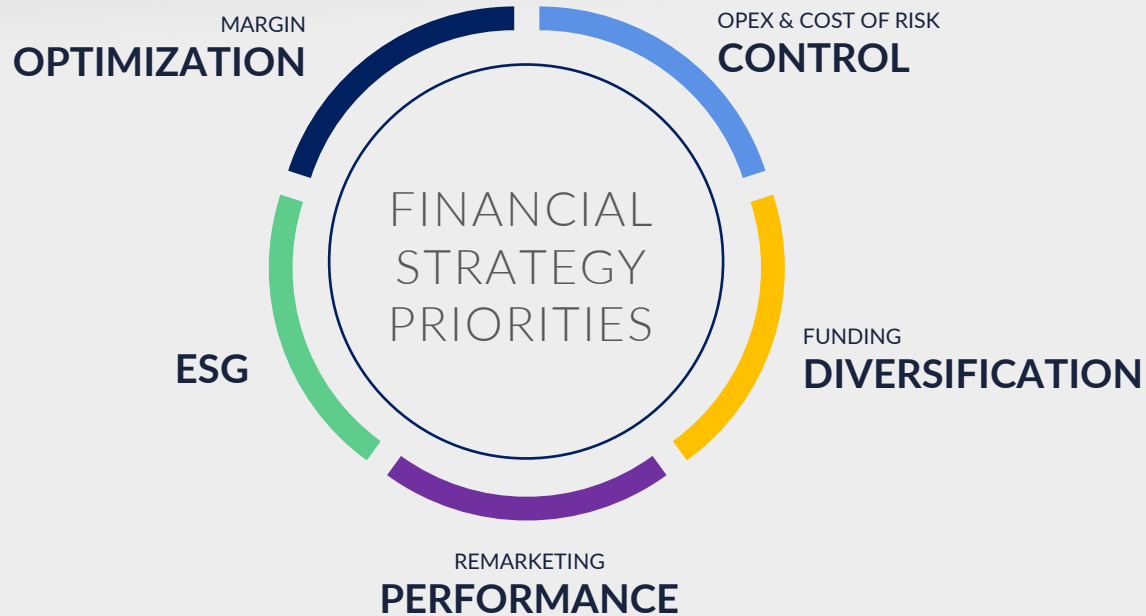 MARGIN
OPTIMIZATION
OPEX & COST OF RISK
CONTROL
FINANCIAL
STRATEGY
PRIORITIES
FUNDING
DIVERSIFICATION
ESG
REMARKETING
PERFORMANCE